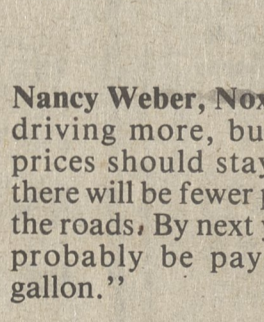 Nancy Weber, Nox
driving more, bu
prices should stay
there will be fewer
the roads. By next
probably be pay
gallon.”